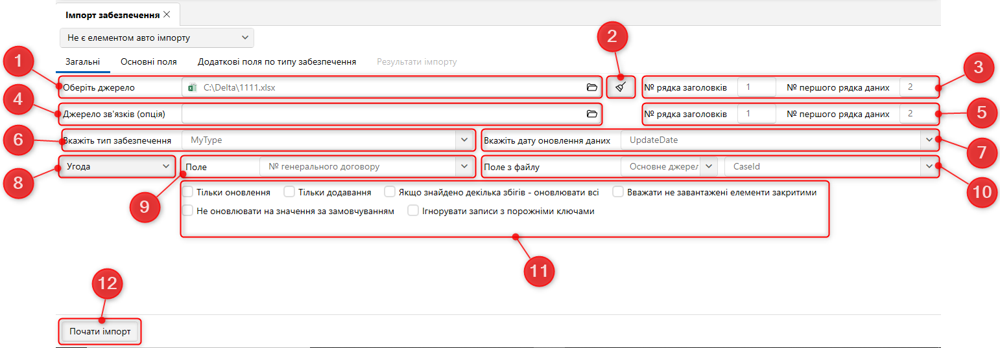 Імпорт забезпечення
Не є елементом авто імпорту
2
1
Загальні Основні поля Додаткові поля по типу забезпечення Результати імпорту
3
Оберіть джерело C:\Delta\1111.xlsx № рядка заголовків 1 № першого рядка даних 2
4
Джерело зв'язків (опція) № рядка заголовків 1 № першого рядка даних 2
5
6
Вкажіть тип забезпечення MyType Вкажіть дату оновлення даних UpdateDate
7
Угода Поле № генерального договору Поле з файлу Основне джерел CaseId
8
Тільки оновлення Тільки додавання Якщо знайдено декілька збігів - оновлювати всі Вважати не завантажені елементи закритими
10
9
Не оновлювати на значення за замовчуванням Ігнорувати записи з порожніми ключами
11
12
Почати імпорт